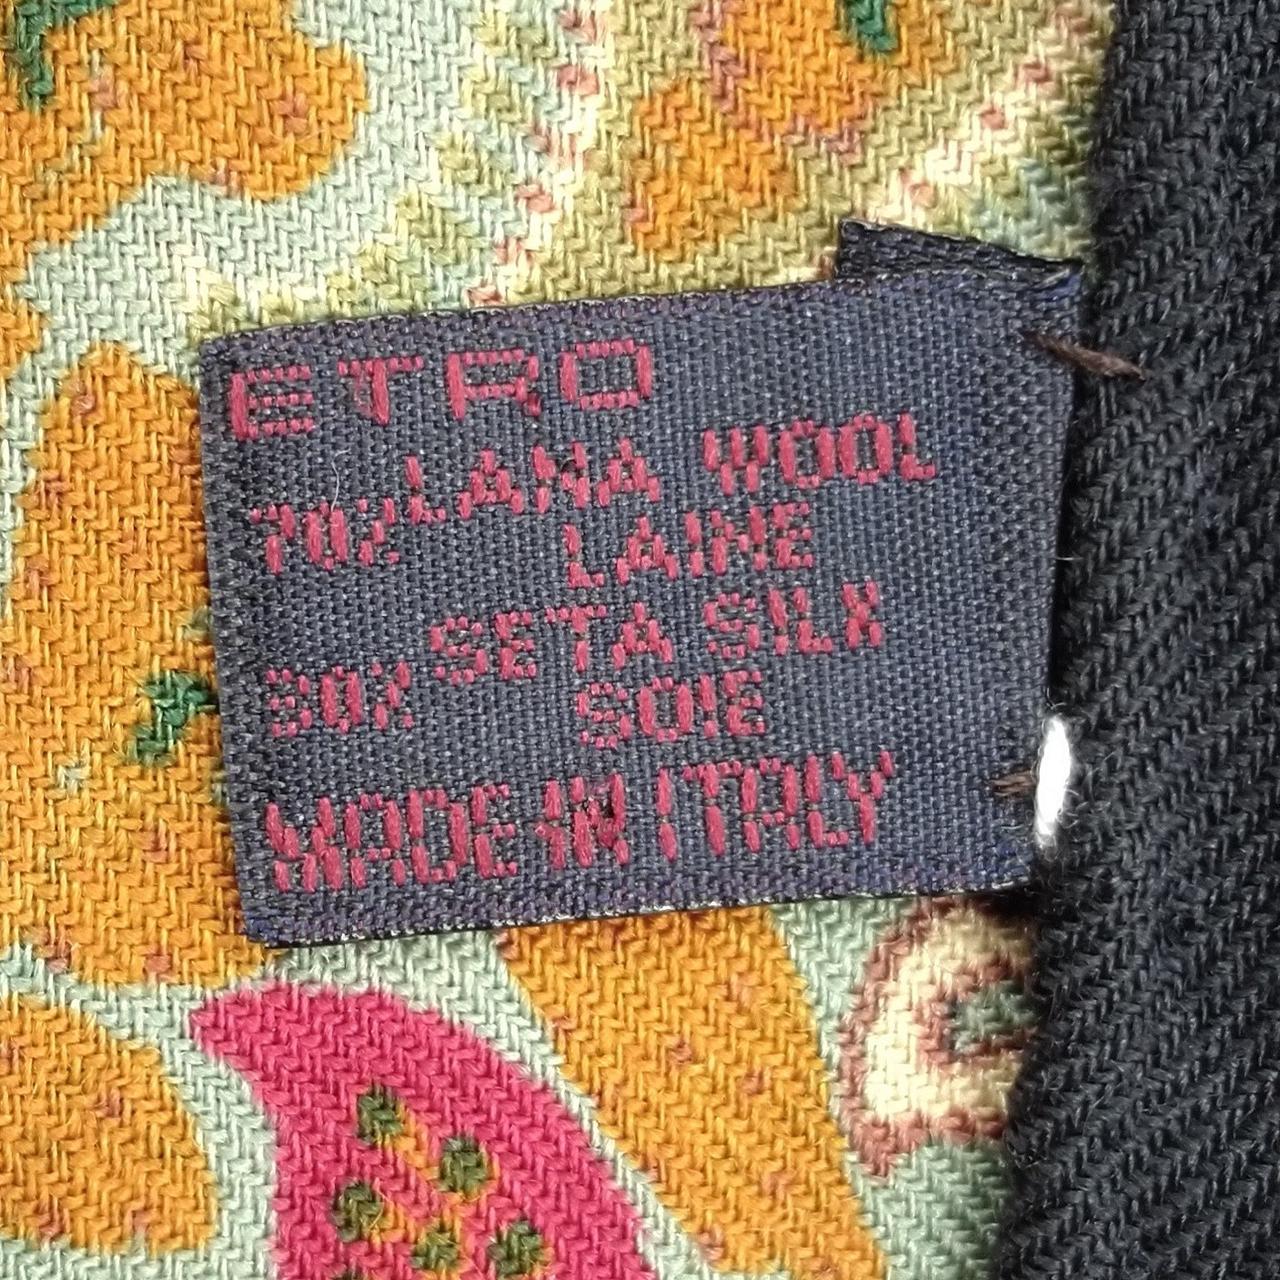 ETRO
LANA WOOL
70% LAINE
SETA SILK
30% SOIE
MADE IN ITALY